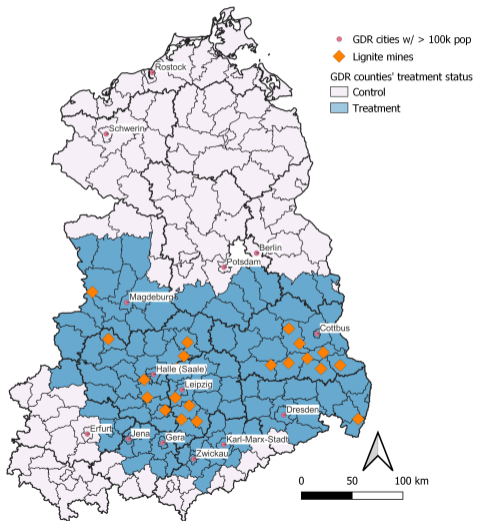 GDR cities w/ > 100k pop
Lignite mines
GDR counties' treatment status
Control
Treatment
Rostock
Schwerin
Berlin
Potsdam
Magdeburg
Cottbus
Halle (Saale)
Leipzig
Dresden
Erfurt
Jena
Gera
Karl-Marx-Stadt
Zwickau
0 50 100 km